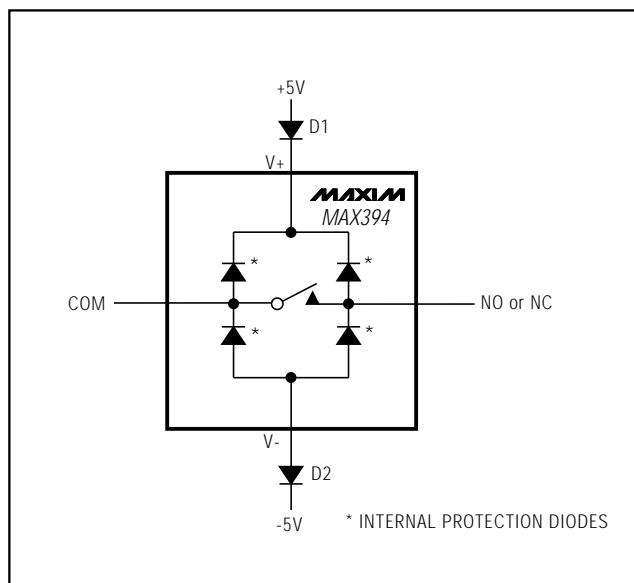 +5V
D1
V+
MAXIM
MAX394
*
*
COM
NO or NC
*
*
V-
D2
-5V
* INTERNAL PROTECTION DIODES